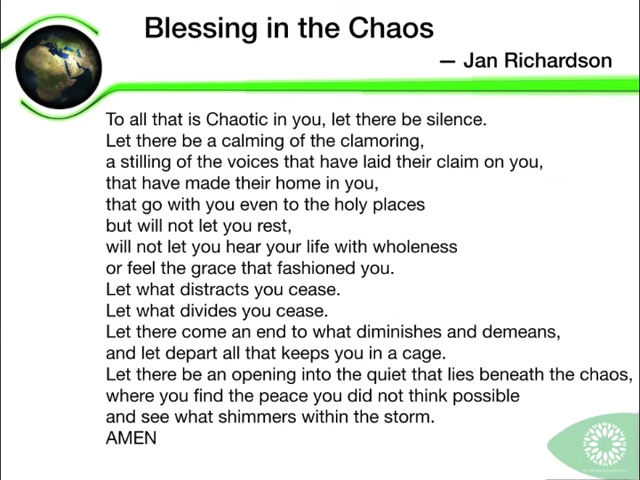 Blessing in the Chaos
— Jan Richardson
To all that is Chaotic in you, let there be silence.
Let there be a calming of the clamoring,
a stilling of the voices that have laid their claim on you,
that have made their home in you,
that go with you even to the holy places
but will not let you rest,
will not let you hear your life with wholeness
or feel the grace that fashioned you.
Let what distracts you cease.
Let what divides you cease.
Let there come an end to what diminishes and demeans,
and let depart all that keeps you in a cage.
Let there be an opening into the quiet that lies beneath the chaos,
where you find the peace you did not think possible
and see what shimmers within the storm.
AMEN